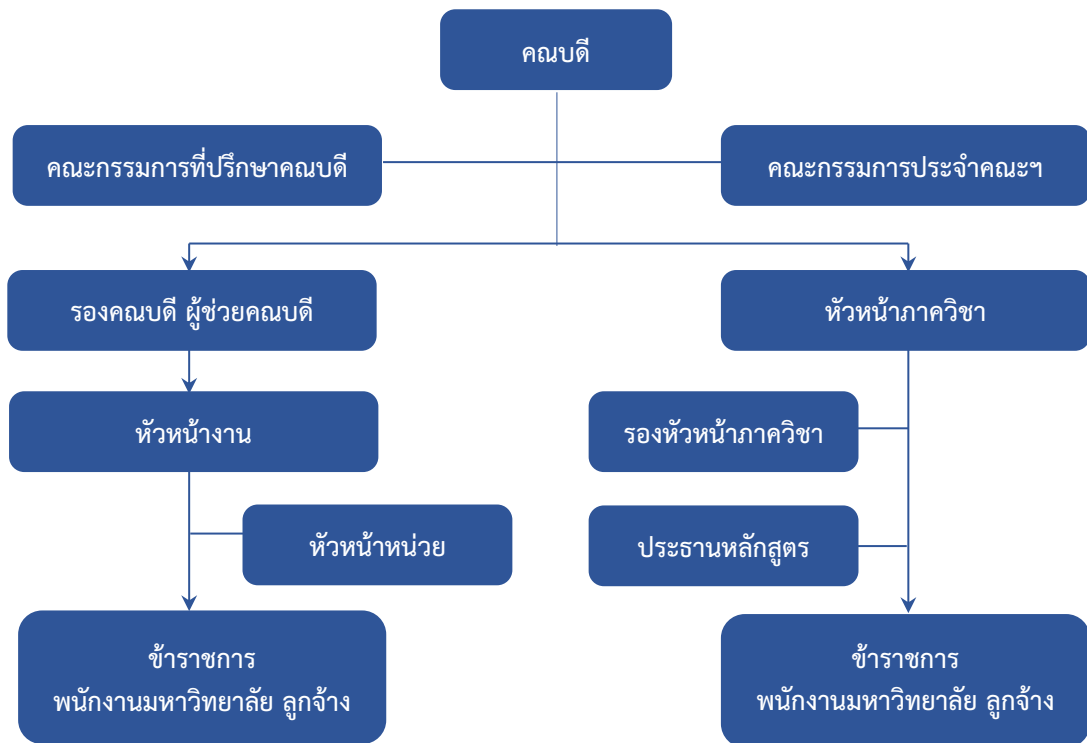 คณบดี
คณะกรรมการที่ปรึกษาคณบดี
คณะกรรมการประจำคณะฯ
รองคณบดี ผู้ช่วยคณบดี
หัวหน้าภาควิชา
หัวหน้างาน
รองหัวหน้าภาควิชา
หัวหน้าหน่วย
ประธานหลักสูตร
ข้าราชการ
พนักงานมหาวิทยาลัย ลูกจ้าง
ข้าราชการ
พนักงานมหาวิทยาลัย ลูกจ้าง